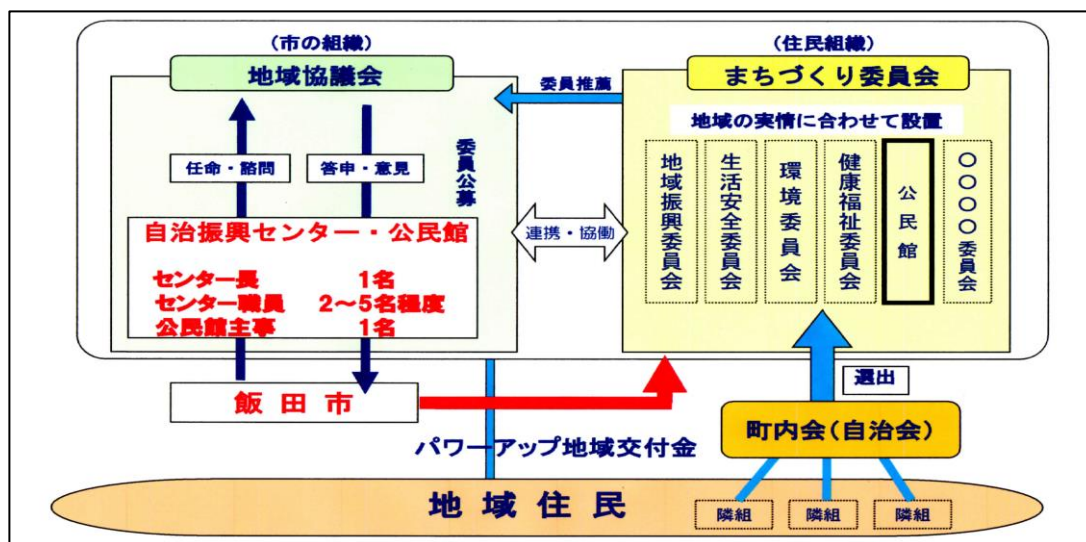 (市の組織)
地域協議会
(住民組織)
まちづくり委員会
委員推薦
地域の実情に合わせて設置
任命・諮問
答申・意見
委員公募
連携・協働
地域振興委員会
生活安全委員会
環境委員会
健康福祉委員会
公民館
〇〇〇〇委員会
自治振興センター・公民館
センター長 1名
センター職員 2～5名程度
公民館主事 1名
飯田市
選出
町内会(自治会)
パワーアップ地域交付金
地域住民
隣組
隣組
隣組